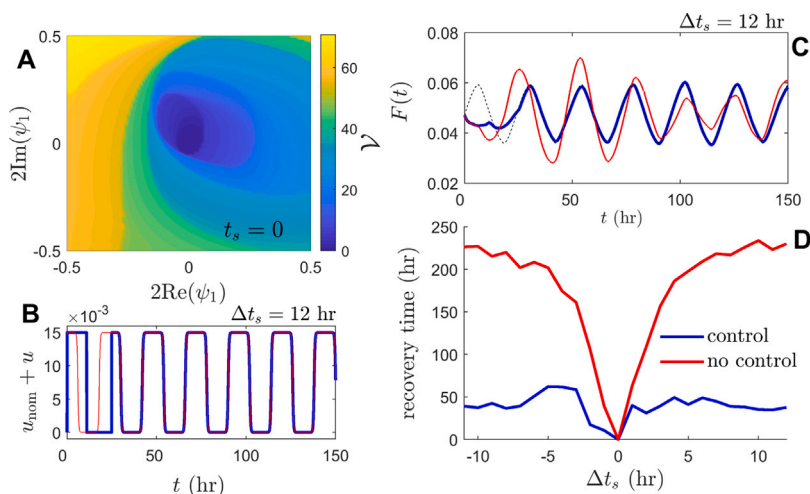 A
2Im(ψ₁)
0.5
0
-0.5
t_s = 0
-0.5
0
0.5
2Re(ψ₁)
60
40
20
0
𝒱
B
×10⁻³
Δt_s = 12 hr
u_nom + u
15
10
5
0
0
50
100
150
t (hr)
Δt_s = 12 hr
C
F(t)
0.08
0.06
0.04
0.02
0
50
100
150
t (hr)
D
recovery time (hr)
250
200
150
100
50
0
control
no control
-10
-5
0
5
10
Δt_s (hr)